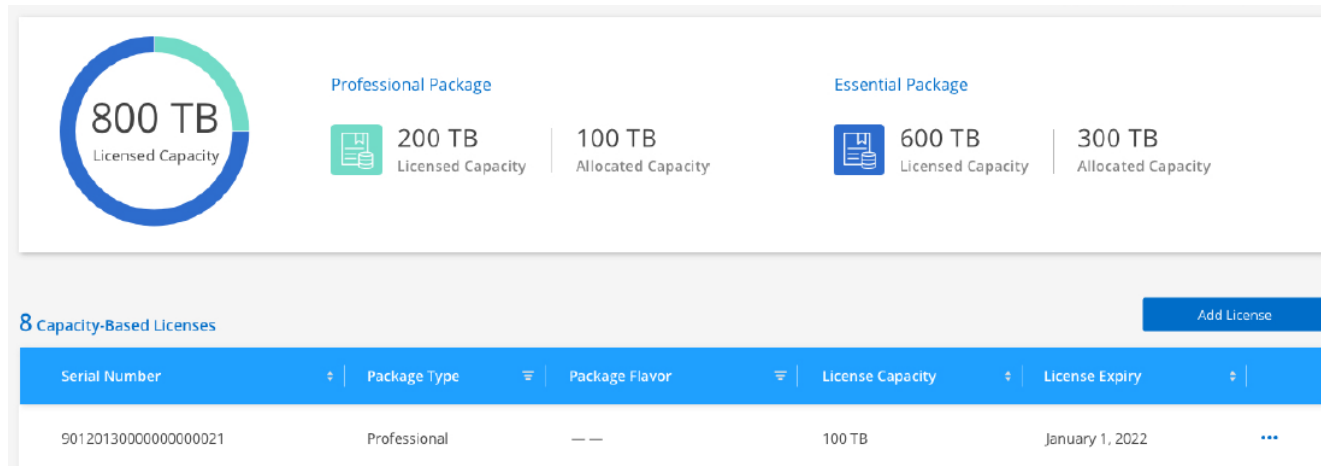 800 TB
Licensed Capacity
Professional Package
200 TB
Licensed Capacity
100 TB
Allocated Capacity
Essential Package
600 TB
Licensed Capacity
300 TB
Allocated Capacity
8 Capacity-Based Licenses
Add License
Serial Number Package Type Package Flavor License Capacity License Expiry
90120130000000000021 Professional — — 100 TB January 1, 2022 •••